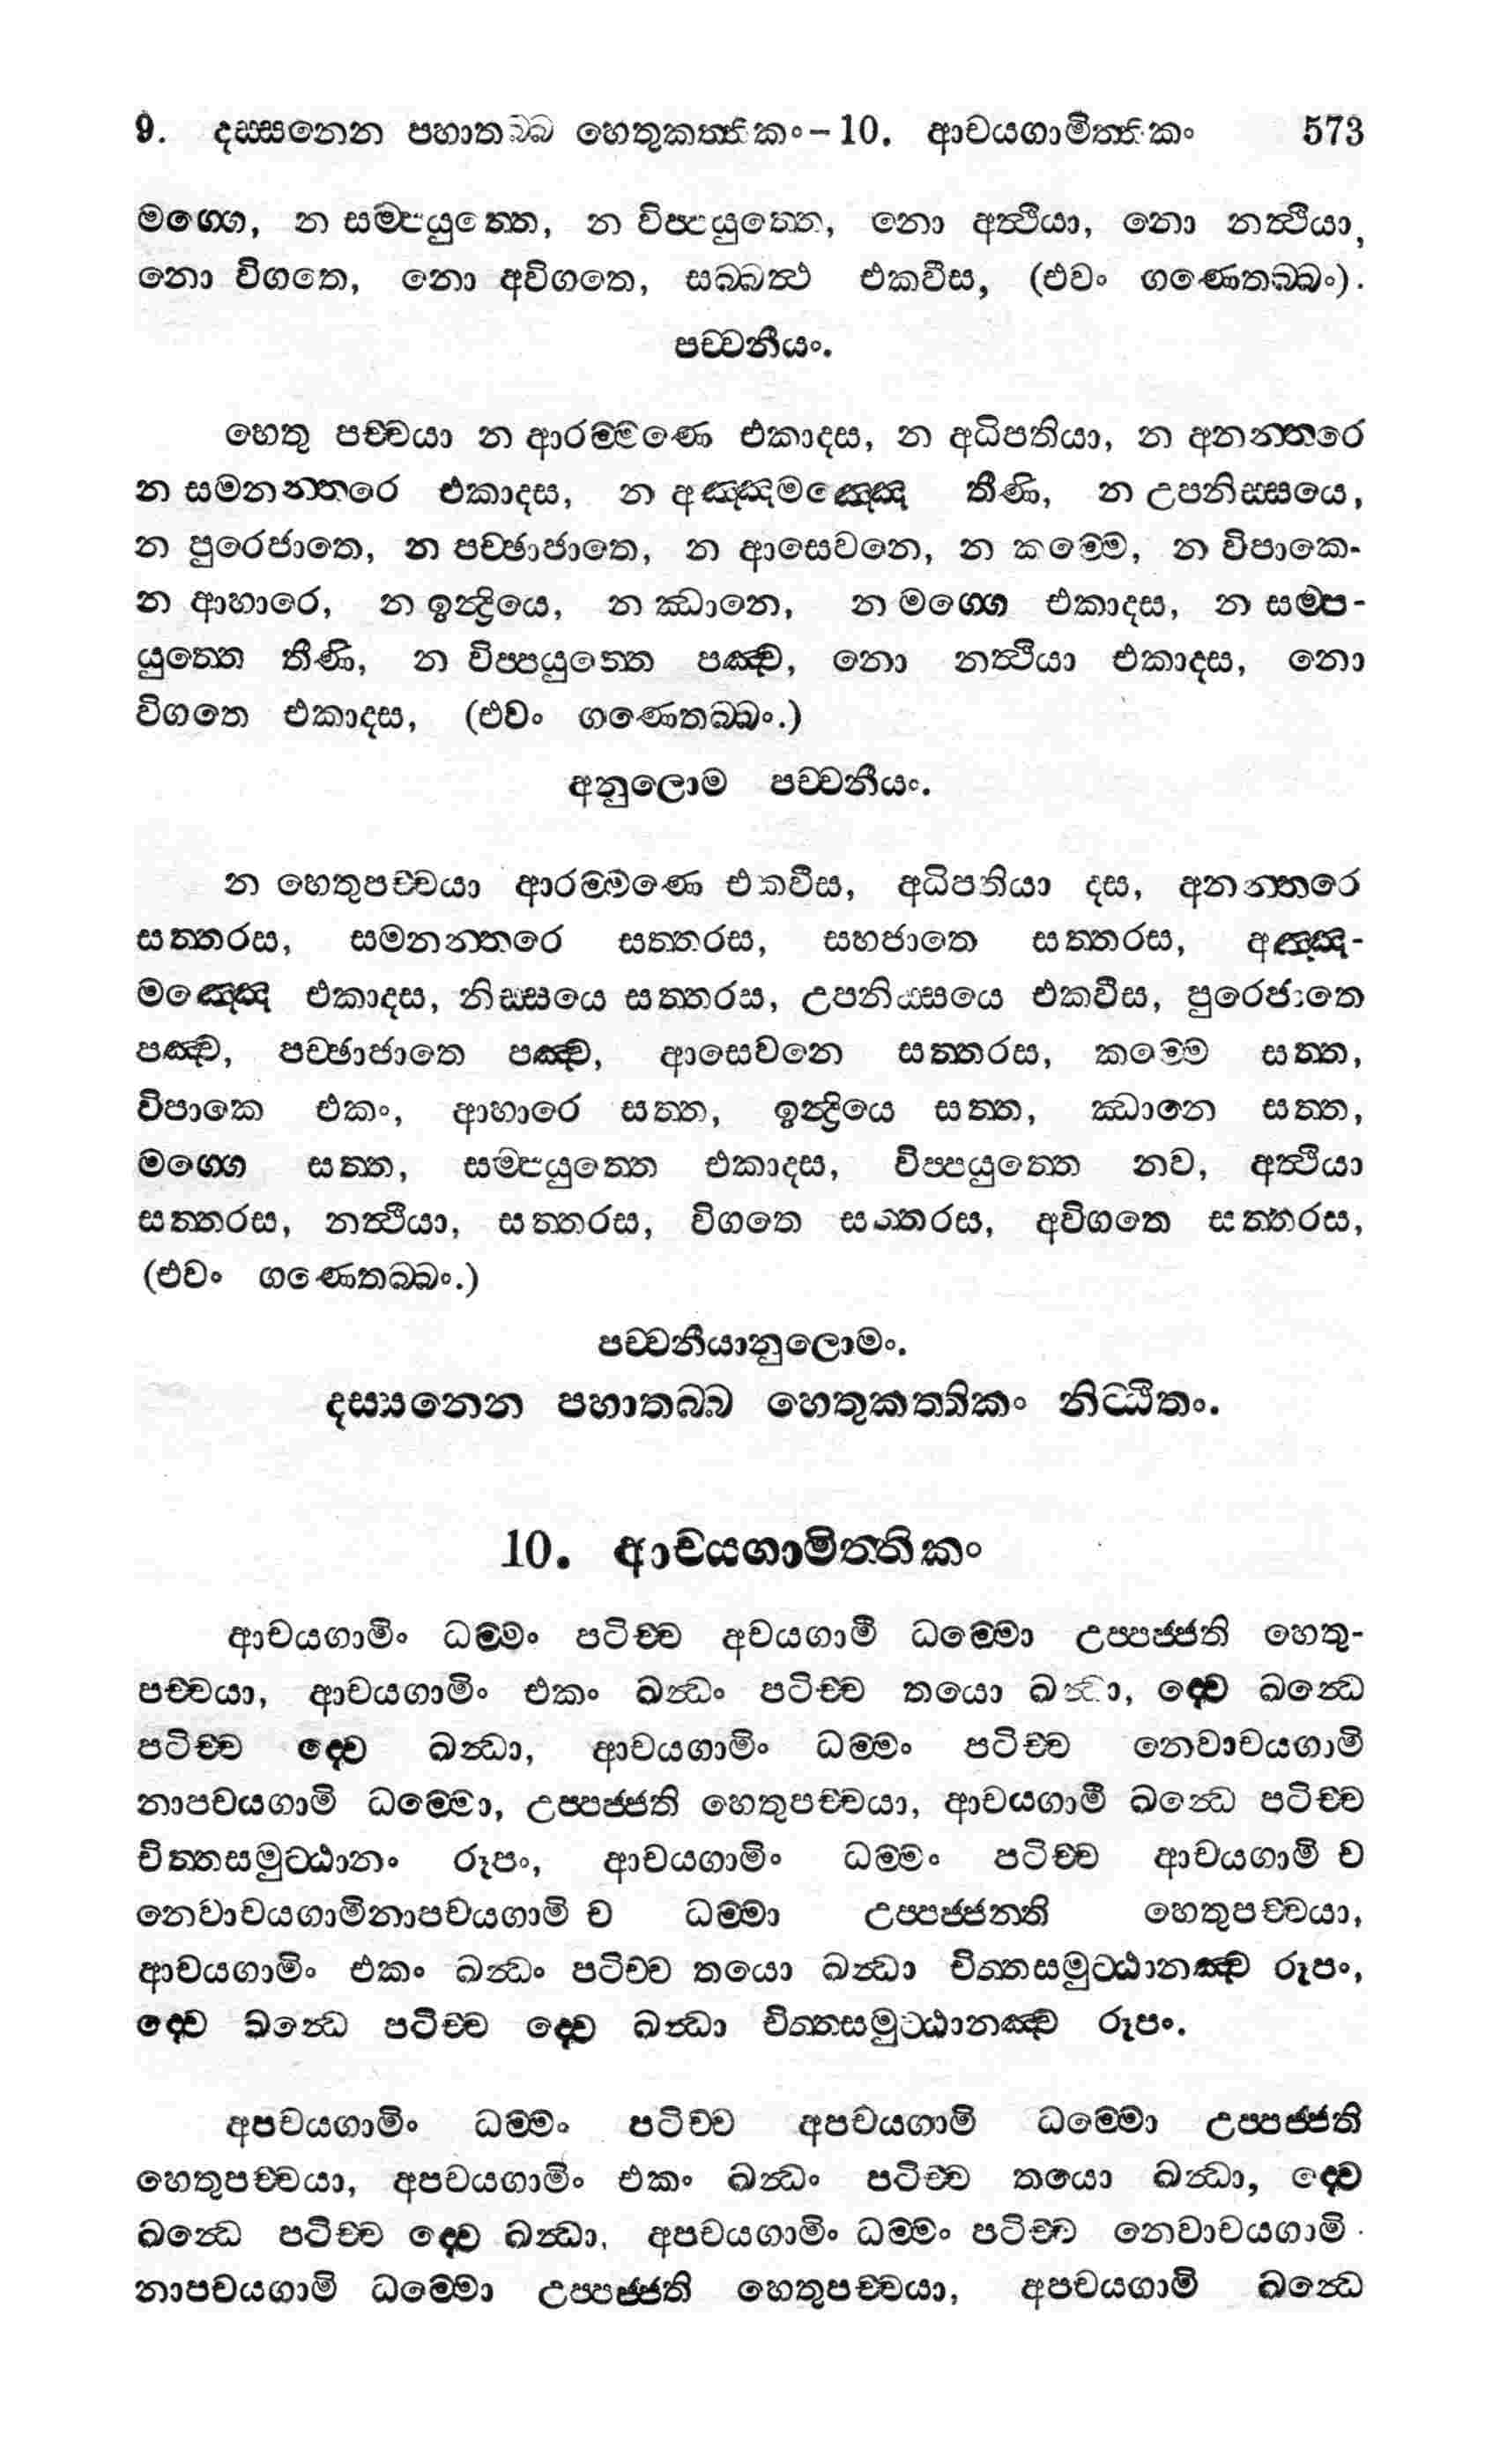 9. දස්සනෙන පහාතබ්බ හෙතුකත්තිකං–10. ආචයගාමිත්තිකං 573
මග්ගෙ, න සම්පයුත්තෙ, න විප්පයුත්තෙ, නො අත්ථියා, නො නත්ථියා,
නො විගතෙ, නො අවිගතෙ, සබ්බත්ථ එකවීස, (එවං ගණෙතබ්බං).
පච්චනීයං.
හෙතු පච්චයා න ආරම්මණෙ එකාදස, න අධිපතියා, න අනන්තරෙ
න සමනන්තරෙ එකාදස, න අඤ්ඤමඤ්ඤෙ තීණි, න උපනිස්සයෙ,
න පුරෙජාතෙ, න පච්ඡාජාතෙ, න ආසෙවනෙ, න කම්මෙ, න විපාකෙ-
න ආහාරෙ, න ඉන්ද්‍රියෙ, න ඣානෙ, න මග්ගෙ එකාදස, න සම්ප-
යුත්තෙ තීණි, න විප්පයුත්තෙ පඤ්ච, නො නත්ථියා එකාදස, නො
විගතෙ එකාදස, (එවං ගණෙතබ්බං.)
අනුලොම පච්චනීයං.
න හෙතුපච්චයා ආරම්මණෙ එකවීස, අධිපතියා දස, අනන්තරෙ
සත්තරස, සමනන්තරෙ සත්තරස, සහජාතෙ සත්තරස, අඤ්ඤ-
මඤ්ඤෙ එකාදස, නිස්සයෙ සත්තරස, උපනිස්සයෙ එකවීස, පුරෙජාතෙ
පඤ්ච, පච්ඡාජාතෙ පඤ්ච, ආසෙවනෙ සත්තරස, කම්මෙ සත්ත,
විපාකෙ එකං, ආහාරෙ සත්ත, ඉන්ද්‍රියෙ සත්ත, ඣානෙ සත්ත,
මග්ගෙ සත්ත, සම්පයුත්තෙ එකාදස, විප්පයුත්තෙ නව, අත්ථියා
සත්තරස, නත්ථියා, සත්තරස, විගතෙ සත්තරස, අවිගතෙ සත්තරස,
(එවං ගණෙතබ්බං.)
පච්චනීයානුලොමං.
දස්සනෙන පහාතබ්බ හෙතුකත්තිකං නිට්ඨිතං.
10. ආචයගාමිත්තිකං
ආචයගාමිං ධම්මං පටිච්ච අචයගාමී ධම්මො උප්පජ්ජති හෙතු-
පච්චයා, ආචයගාමිං එකං ඛන්ධං පටිච්ච තයො ඛන්ධා, ද්වෙ ඛන්ධෙ
පටිච්ච ද්වෙ ඛන්ධා, ආචයගාමිං ධම්මං පටිච්ච නෙවාචයගාමි
නාපචයගාමි ධම්මො, උප්පජ්ජති හෙතුපච්චයා, ආචයගාමී ඛන්ධෙ පටිච්ච
චිත්තසමුට්ඨානං රූපං, ආචයගාමිං ධම්මං පටිච්ච ආචයගාමි ච
නෙවාචයගාමිනාපචයගාමි ච ධම්මා උප්පජ්ජන්ති හෙතුපච්චයා,
ආචයගාමිං එකං ඛන්ධං පටිච්ච තයො ඛන්ධා චිත්තසමුට්ඨානඤ්ච රූපං,
ද්වෙ ඛන්ධෙ පටිච්ච ද්වෙ ඛන්ධා චිත්තසමුට්ඨානඤ්ච රූපං.
අපචයගාමිං ධම්මං පටිච්ච අපචයගාමි ධම්මො උප්පජ්ජති
හෙතුපච්චයා, අපචයගාමිං එකං ඛන්ධං පටිච්ච තයො ඛන්ධා, ද්වෙ
ඛන්ධෙ පටිච්ච ද්වෙ ඛන්ධා, අපචයගාමිං ධම්මං පටිච්ච නෙවාචයගාමි
නාපචයගාමි ධම්මො උප්පජ්ජති හෙතුපච්චයා, අපචයගාමි ඛන්ධෙ